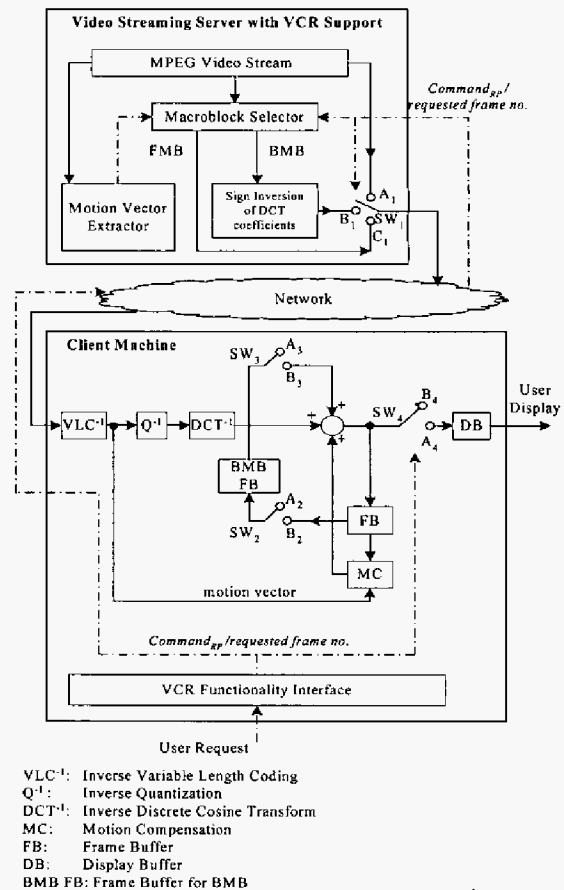 Video Streaming Server with VCR Support
MPEG Video Stream
Command_RP/
requested frame no.
Macroblock Selector
FMB
BMB
Motion Vector
Extractor
Sign Inversion
of DCT
coefficients
A₁
B₁
SW₁
C₁
Network
Client Machine
SW₃
A₃
B₃
User
Display
VLC⁻¹
Q⁻¹
DCT⁻¹
+
+
+
SW₄
B₄
A₄
DB
BMB
FB
A₂
SW₂
B₂
FB
MC
motion vector
Command_RP/requested frame no.
VCR Functionality Interface
User Request
VLC⁻¹: Inverse Variable Length Coding
Q⁻¹: Inverse Quantization
DCT⁻¹: Inverse Discrete Cosine Transform
MC: Motion Compensation
FB: Frame Buffer
DB: Display Buffer
BMB FB: Frame Buffer for BMB